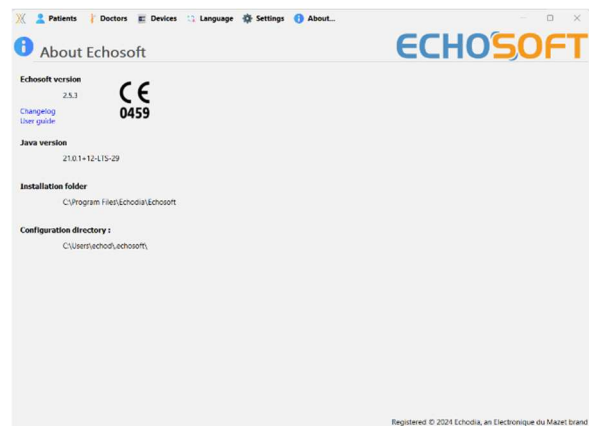 Patients Doctors Devices Language Settings About...
About Echosoft
ECHOSOFT
Echosoft version
2.5.3
CE
0459
Changelog
User guide
Java version
21.0.1+12-LTS-29
Installation folder
C:\Program Files\Echodia\Echosoft
Configuration directory :
C:\Users\echod\.echosoft\
Registered © 2024 Echodia, an Electronique du Mazet brand